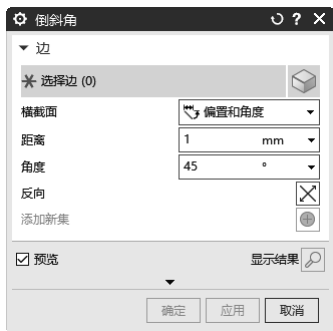 倒斜角 ?
边
选择边 (0)
横截面 偏置和角度
距离 1 mm
角度 45 °
反向
添加新集
预览 显示结果
确定 应用 取消